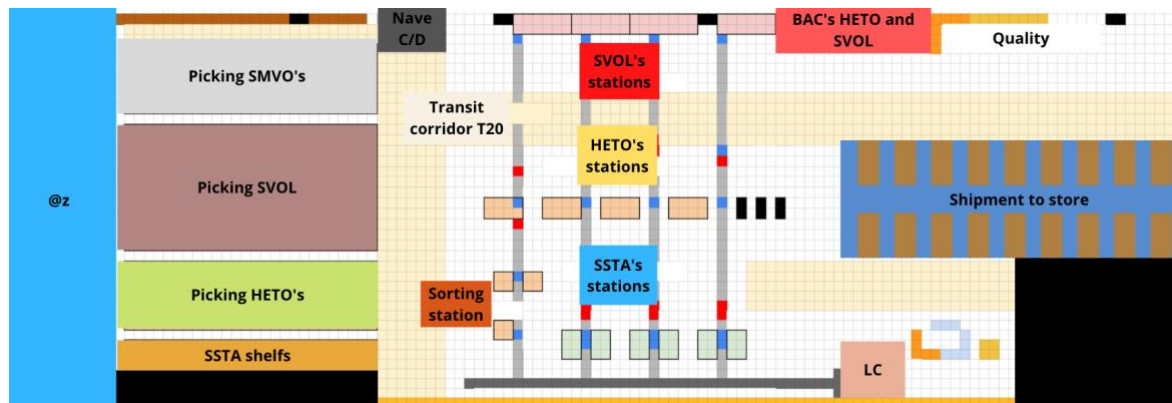 Nave
C/D
BAC's HETO and
SVOL
Quality
Picking SMVO's
SVOL's
stations
Transit
corridor T20
HETO's
stations
Picking SVOL
@z
Shipment to store
SSTA's
stations
Picking HETO's
Sorting
station
SSTA shelfs
LC